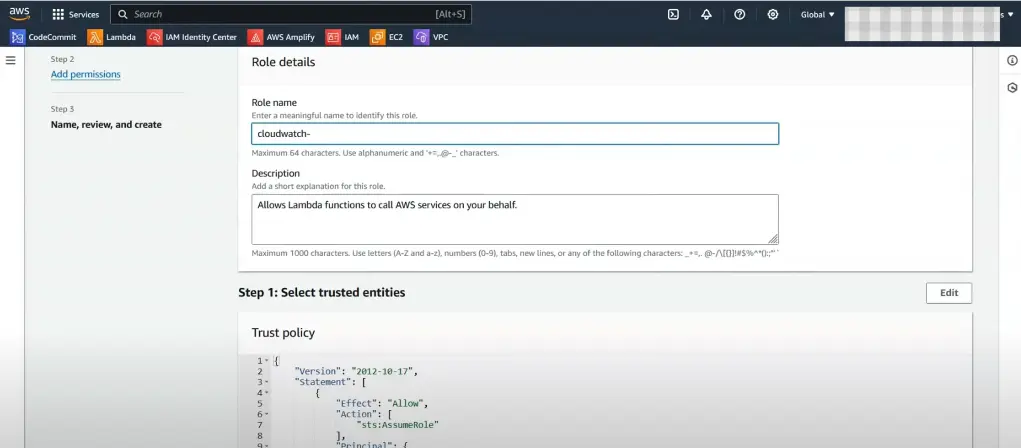 aws Services Search [Alt+S] Global
CodeCommit Lambda IAM Identity Center AWS Amplify IAM EC2 VPC
Step 2
Add permissions
Step 3
Name, review, and create
Role details
Role name
Enter a meaningful name to identify this role.
cloudwatch-
Maximum 64 characters. Use alphanumeric and '+=,.@-_' characters.
Description
Add a short explanation for this role.
Allows Lambda functions to call AWS services on your behalf.
Maximum 1000 characters. Use letters (A-Z and a-z), numbers (0-9), tabs, new lines, or any of the following characters:
Step 1: Select trusted entities
Edit
Trust policy
1 {
2 "Version": "2012-10-17",
3 "Statement": [
4 {
5 "Effect": "Allow",
6 "Action": [
7 "sts:AssumeRole"
8 ],
9 "Principal": {